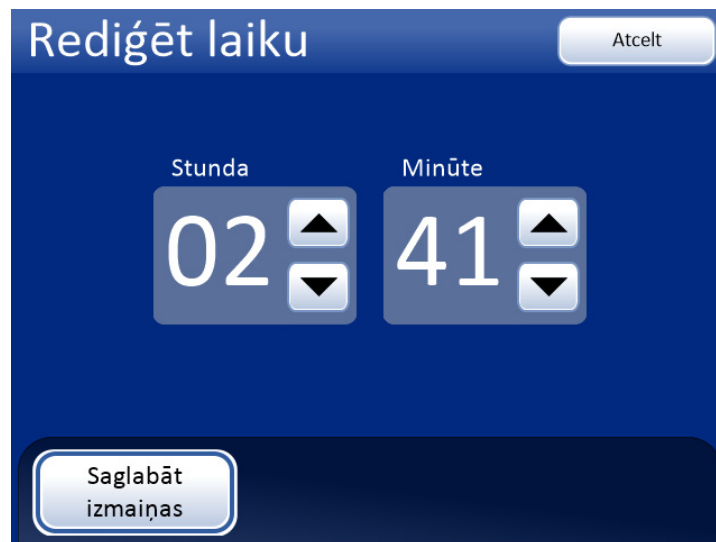 Rediģēt laiku
Atcelt
Stunda
Minūte
02
41
Saglabāt
izmaiņas